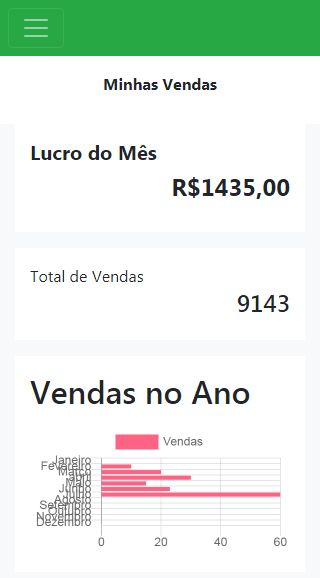 Minhas Vendas
Lucro do Mês
R$1435,00
Total de Vendas
9143
Vendas no Ano
Vendas
Janeiro
Fevereiro
Março
Abril
Maio
Junho
Julho
Agosto
Setembro
Outubro
Novembro
Dezembro
0 20 40 60